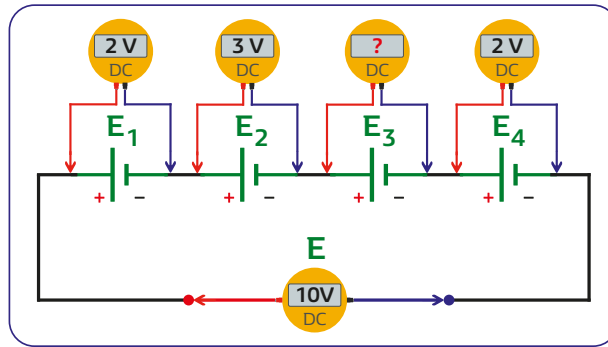 2 V 3 V ? 2 V
DC DC DC DC
E1 E2 E3 E4
+ − + − + − + −
E
10V
DC